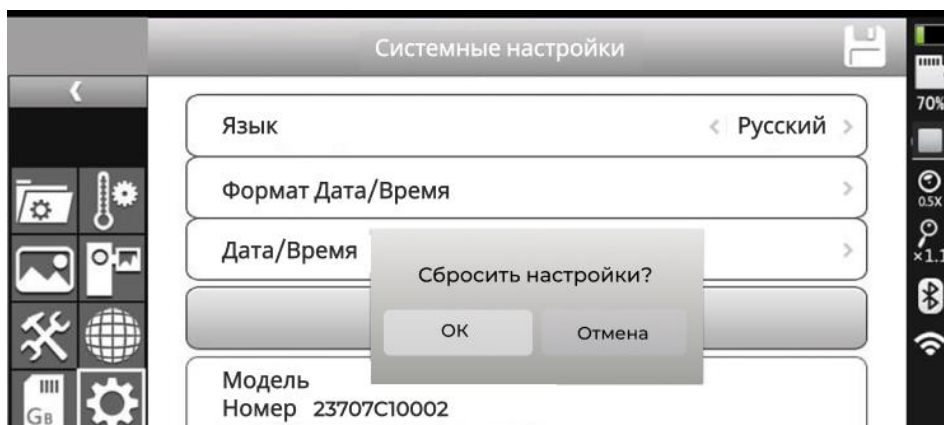 Системные настройки
Язык
Русский
Формат Дата/Время
Дата/Время
Сбросить настройки?
ОК
Отмена
Модель
Номер 23707C10002
GB
70%
0.5X
×1.1